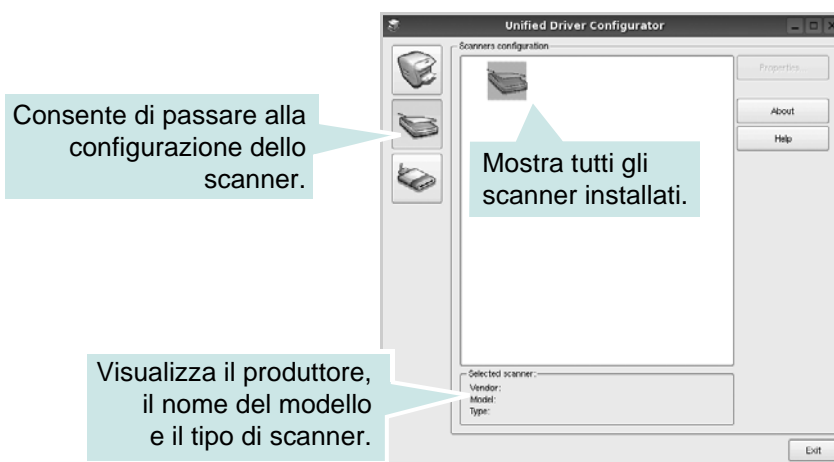 Unified Driver Configurator
Scanners configuration
Properties...
About
Help
Consente di passare alla
configurazione dello
scanner.
Mostra tutti gli
scanner installati.
Visualizza il produttore,
il nome del modello
e il tipo di scanner.
Selected scanner:
Vendor:
Model:
Type:
Exit